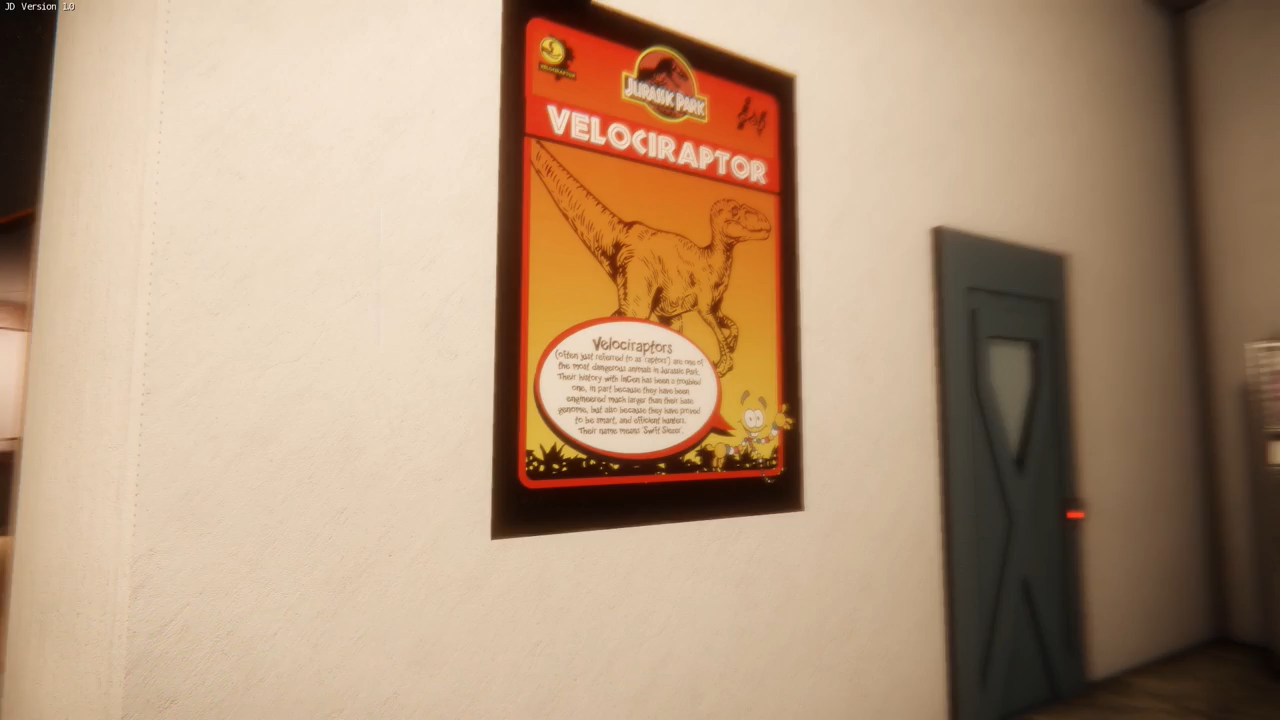 JD Version 1.0
JURASSIC PARK
VELOCIRAPTOR
Velociraptors
(often just referred to as 'raptors') are one of
the most dangerous animals in Jurassic Park.
Their history with InGen has been a troubled
one, in part because they have been
engineered much larger than their base
genome, but also because they have proved
to be smart, and efficient hunters.
Their name means 'Swift Seizer'.